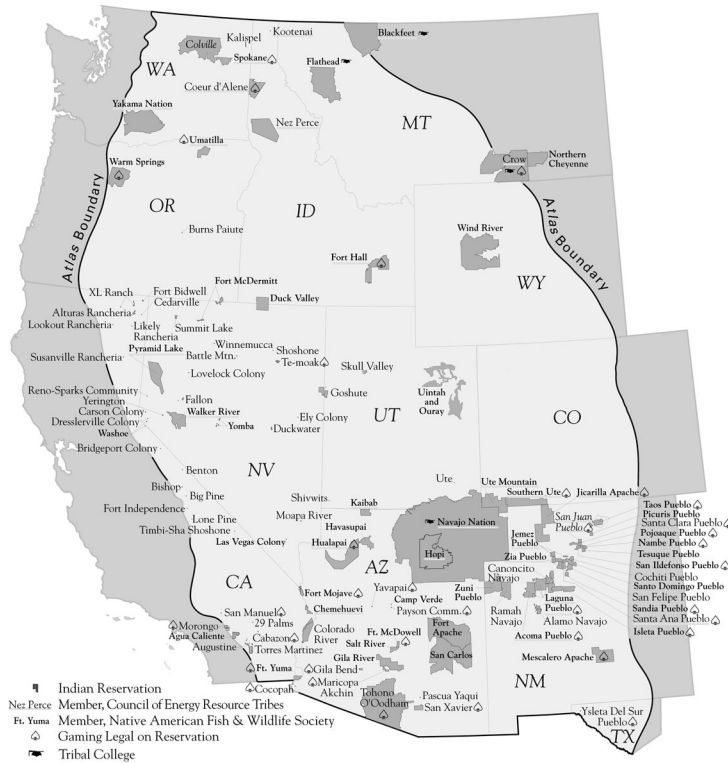 Kootenai
Blackfeet
Kalispel
Colville
Spokane
Flathead
WA
Coeur d'Alene
Yakama Nation
Nez Perce
MT
Umatilla
Northern
Cheyenne
Crow
Warm Springs
Atlas Boundary
OR
ID
Atlas Boundary
Burns Paiute
Wind River
Fort Hall
WY
Fort McDermitt
XL Ranch
Fort Bidwell
Cedarville
Duck Valley
Alturas Rancheria
Lookout Rancheria
Likely
Rancheria
Summit Lake
Pyramid Lake
Winnemucca
Shoshone
Te-moak
Susanville Rancheria
Battle Mtn.
Skull Valley
Lovelock Colony
Reno-Sparks Community
Goshute
Uintah
and
Ouray
Yerington
Fallon
Carson Colony
Walker River
Ely Colony
UT
CO
Dresslerville Colony
Yomba
Duckwater
Washoe
Bridgeport Colony
NV
Benton
Ute
Ute Mountain
Bishop
Big Pine
Shivwits
Southern Ute
Jicarilla Apache
Fort Independence
Kaibab
Lone Pine
Moapa River
Timbi-Sha Shoshone
Havasupai
Navajo Nation
San Juan
Pueblo
Taos Pueblo
Picuris Pueblo
Santa Clara Pueblo
Pojoaque Pueblo
Nambe Pueblo
Tesuque Pueblo
San Ildefonso Pueblo
Cochiti Pueblo
Santo Domingo Pueblo
San Felipe Pueblo
Sandia Pueblo
Santa Ana Pueblo
Isleta Pueblo
Las Vegas Colony
Hualapai
Hopi
Jemez
Pueblo
Zia Pueblo
Canoncito
Navajo
AZ
CA
Yavapai
Zuni
Pueblo
Fort Mojave
Camp Verde
Laguna
Pueblo
San Manuel
Chemehuevi
Payson Comm.
Ramah
Navajo
29 Palms
Alamo Navajo
Morongo
Colorado
River
Ft. McDowell
Fort
Apache
Acoma Pueblo
Agua Caliente
Cabazon
Salt River
Augustine
Torres Martinez
Gila River
San Carlos
Mescalero Apache
Ft. Yuma
Gila Bend
Cocopah
Maricopa
Akchin
Tohono
O'Oodham
Pascua Yaqui
San Xavier
NM
Ysleta Del Sur
Pueblo
TX
Indian Reservation
Nez Perce Member, Council of Energy Resource Tribes
Ft. Yuma Member, Native American Fish & Wildlife Society
Gaming Legal on Reservation
Tribal College